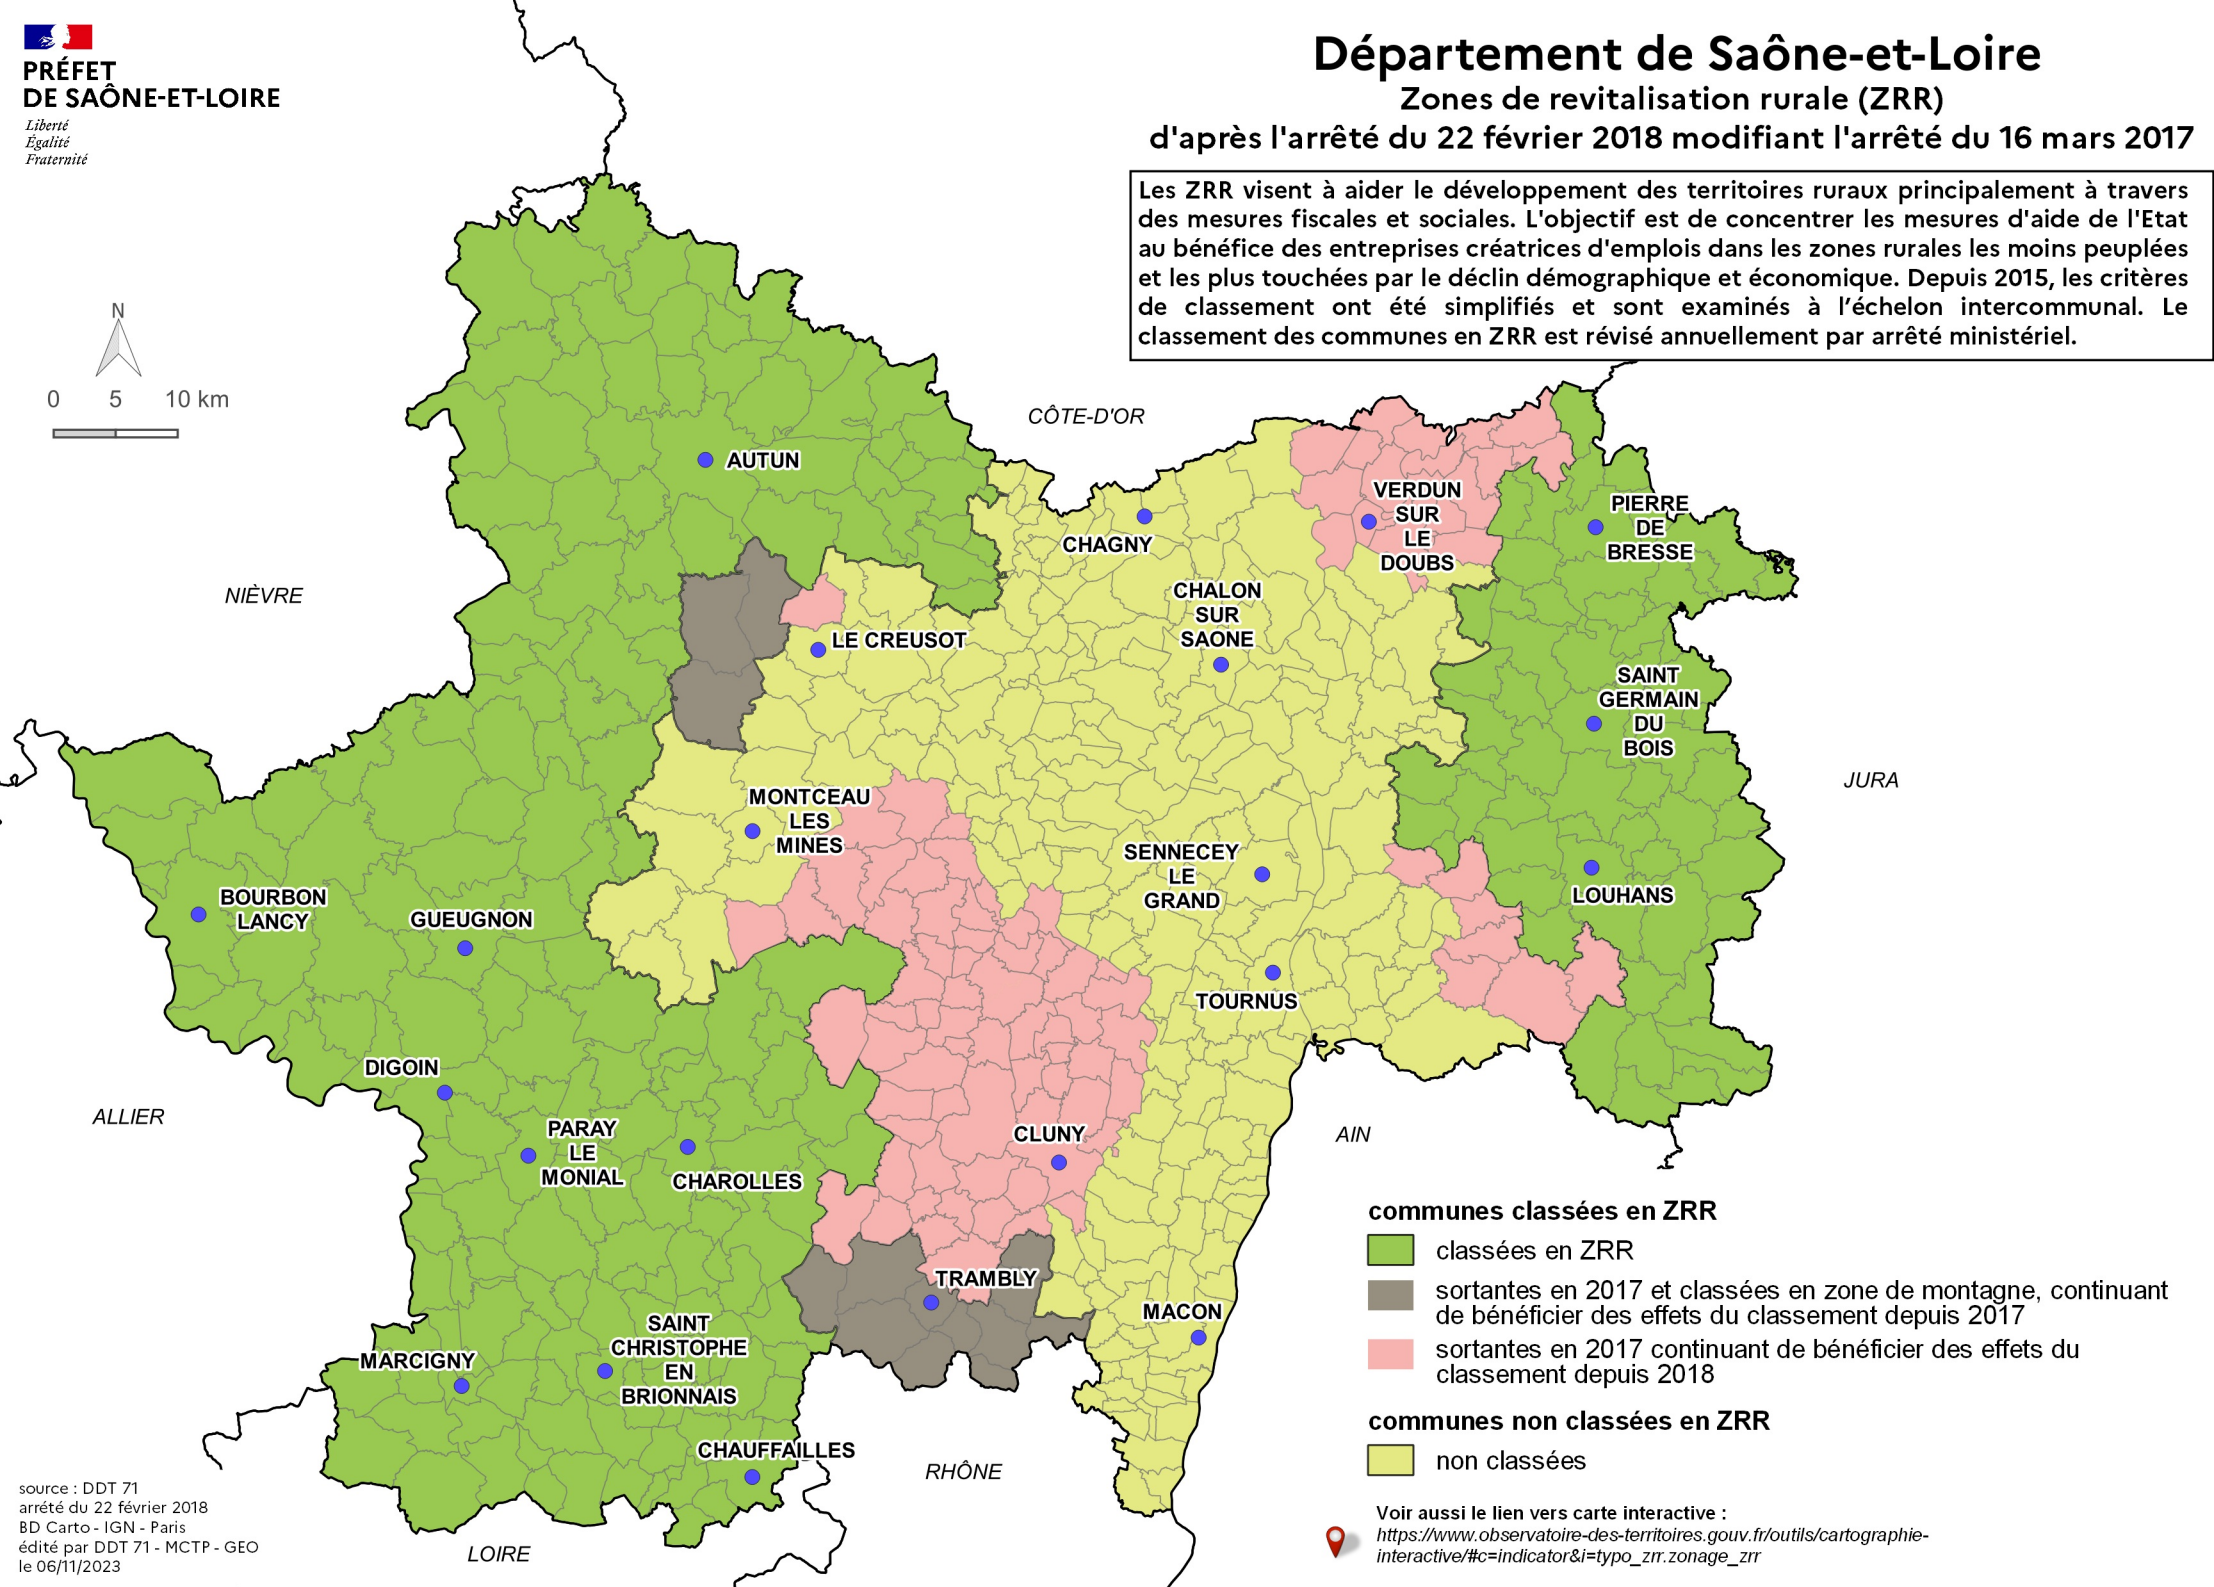 PRÉFET
DE SAÔNE-ET-LOIRE
Liberté
Égalité
Fraternité
Département de Saône-et-Loire
Zones de revitalisation rurale (ZRR)
d'après l'arrêté du 22 février 2018 modifiant l'arrêté du 16 mars 2017
Les ZRR visent à aider le développement des territoires ruraux principalement à travers
des mesures fiscales et sociales. L'objectif est de concentrer les mesures d'aide de l'Etat
au bénéfice des entreprises créatrices d'emplois dans les zones rurales les moins peuplées
et les plus touchées par le déclin démographique et économique. Depuis 2015, les critères
de classement ont été simplifiés et sont examinés à l’échelon intercommunal. Le
classement des communes en ZRR est révisé annuellement par arrêté ministériel.
N
0 5 10 km
CÔTE-D'OR
NIÈVRE
JURA
ALLIER
AIN
RHÔNE
LOIRE
AUTUN
CHAGNY
VERDUN
SUR
LE
DOUBS
PIERRE
DE
BRESSE
CHALON
SUR
SAONE
LE CREUSOT
SAINT
GERMAIN
DU
BOIS
MONTCEAU
LES
MINES
SENNECEY
LE
GRAND
LOUHANS
BOURBON
LANCY
GUEUGNON
TOURNUS
DIGOIN
PARAY
LE
MONIAL
CHAROLLES
CLUNY
TRAMBLY
MACON
MARCIGNY
SAINT
CHRISTOPHE
EN
BRIONNAIS
CHAUFFAILLES
communes classées en ZRR
classées en ZRR
sortantes en 2017 et classées en zone de montagne, continuant
de bénéficier des effets du classement depuis 2017
sortantes en 2017 continuant de bénéficier des effets du
classement depuis 2018
communes non classées en ZRR
non classées
Voir aussi le lien vers carte interactive :
https://www.observatoire-des-territoires.gouv.fr/outils/cartographie-
interactive/#c=indicator&i=typo_zrr.zonage_zrr
source : DDT 71
arrété du 22 février 2018
BD Carto - IGN - Paris
édité par DDT 71 - MCTP - GEO
le 06/11/2023